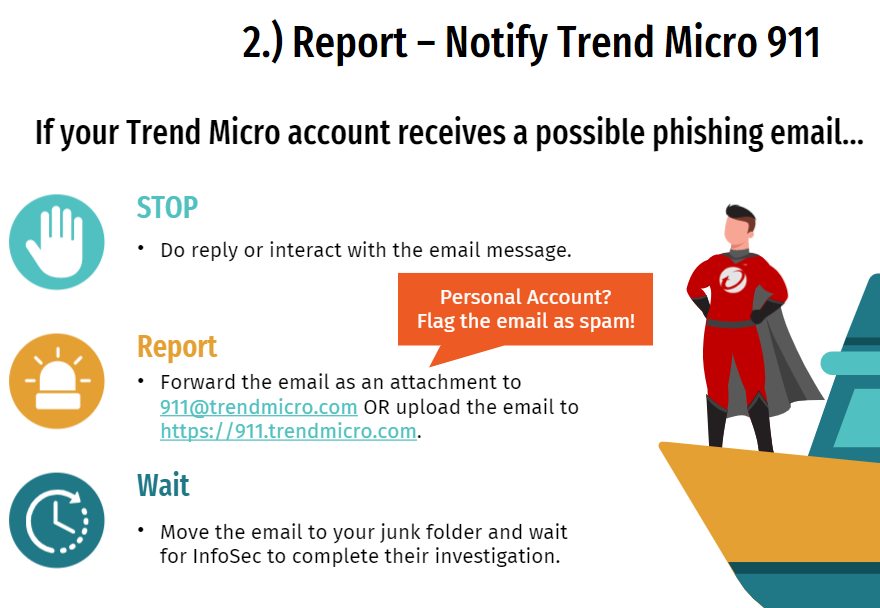 2.) Report – Notify Trend Micro 911
If your Trend Micro account receives a possible phishing email...
STOP
• Do reply or interact with the email message.
Personal Account?
Flag the email as spam!
Report
• Forward the email as an attachment to
911@trendmicro.com OR upload the email to
https://911.trendmicro.com.
Wait
• Move the email to your junk folder and wait
for InfoSec to complete their investigation.